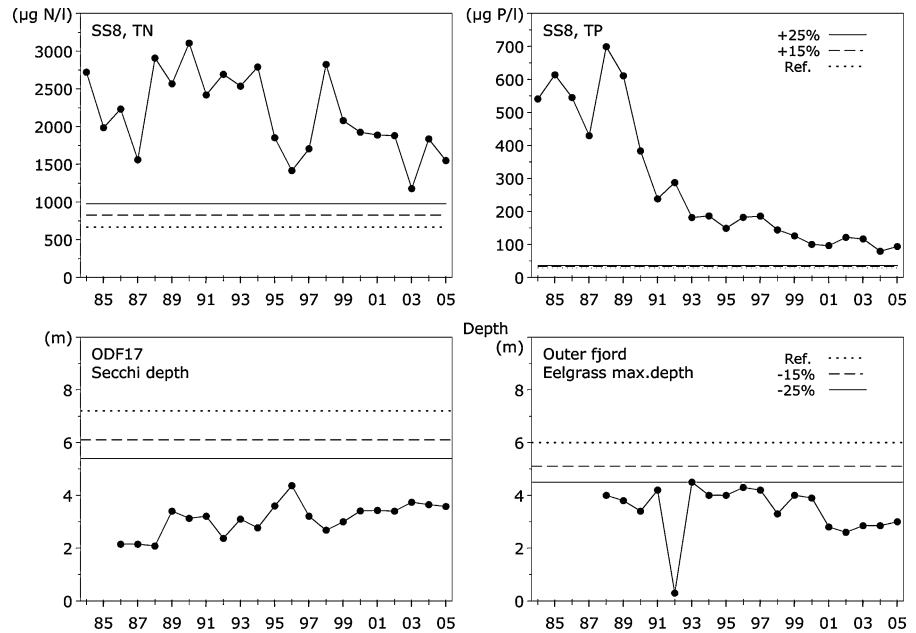 (µg N/l)
SS8, TN
3500
3000
2500
2000
1500
1000
500
0
85 87 89 91 93 95 97 99 01 03 05
(µg P/l)
SS8, TP
+25%
+15%
Ref.
800
700
600
500
400
300
200
100
0
85 87 89 91 93 95 97 99 01 03 05
(m)
ODF17
Secchi depth
10
8
6
4
2
0
85 87 89 91 93 95 97 99 01 03 05
Depth
(m)
Outer fjord
Eelgrass max.depth
Ref.
-15%
-25%
10
8
6
4
2
0
85 87 89 91 93 95 97 99 01 03 05